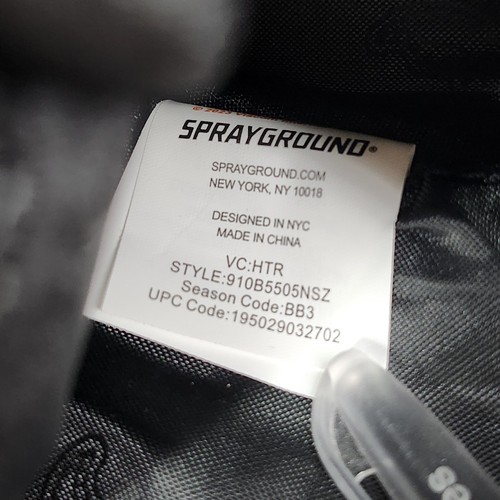 SPRAYGROUND®
SPRAYGROUND.COM
NEW YORK, NY 10018
DESIGNED IN NYC
MADE IN CHINA
VC:HTR
STYLE:910B5505NSZ
Season Code:BB3
UPC Code:195029032702